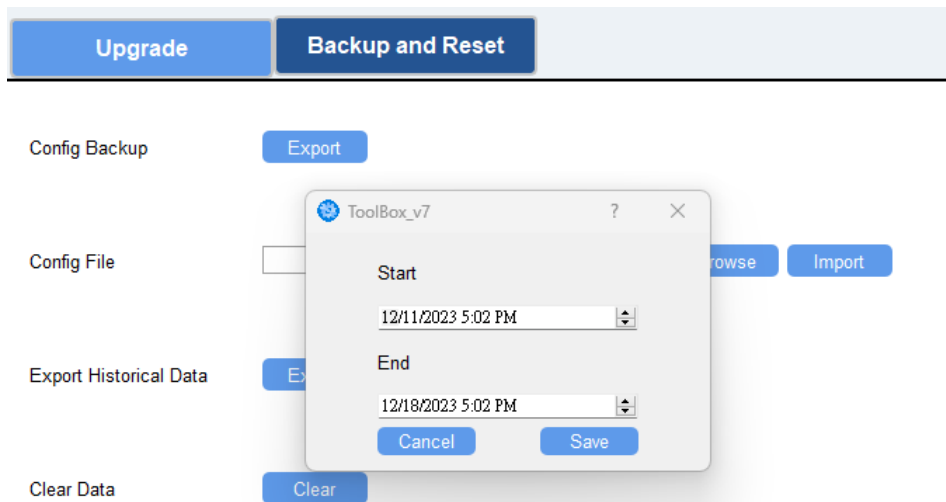 Upgrade Backup and Reset
Config Backup Export
ToolBox_v7 ?
Config File rowse Import
Start
12/11/2023 5:02 PM
End
Export Historical Data Ex
12/18/2023 5:02 PM
Cancel Save
Clear Data Clear